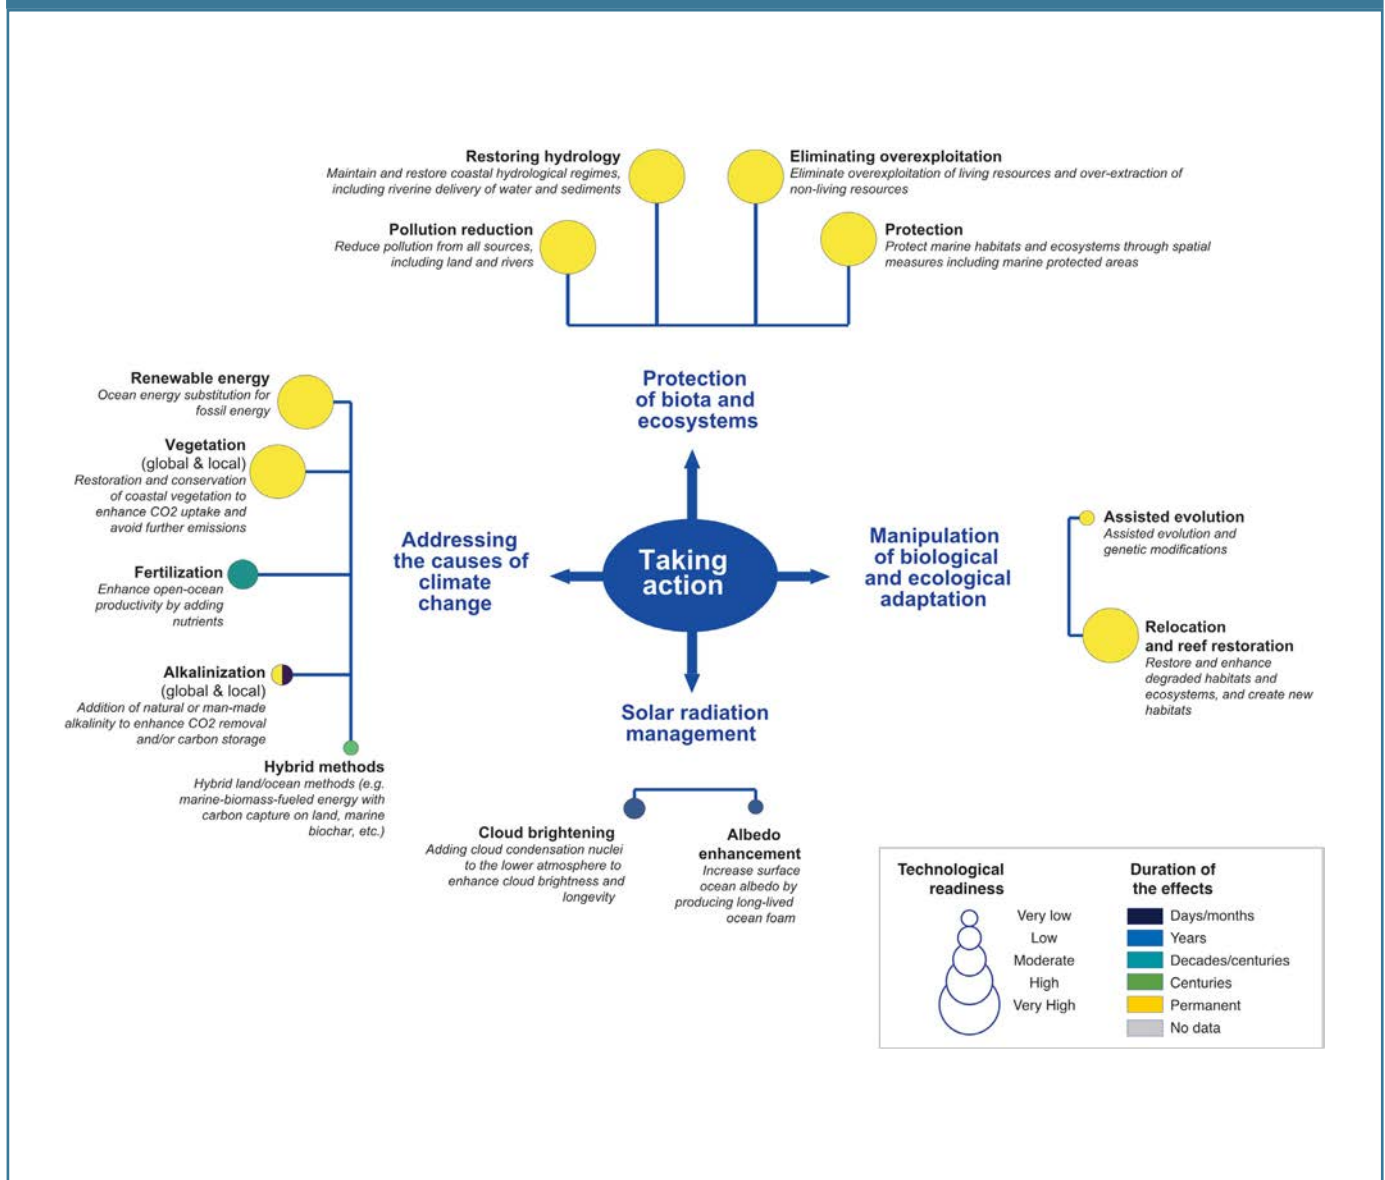 Restoring hydrology
Maintain and restore coastal hydrological regimes,
including riverine delivery of water and sediments
Eliminating overexploitation
Eliminate overexploitation of living resources and over-extraction of
non-living resources
Pollution reduction
Reduce pollution from all sources,
including land and rivers
Protection
Protect marine habitats and ecosystems through spatial
measures including marine protected areas
Protection
of biota and
ecosystems
Renewable energy
Ocean energy substitution for
fossil energy
Vegetation
(global & local)
Restoration and conservation
of coastal vegetation to
enhance CO2 uptake and
avoid further emissions
Fertilization
Enhance open-ocean
productivity by adding
nutrients
Alkalinization
(global & local)
Addition of natural or man-made
alkalinity to enhance CO2 removal
and/or carbon storage
Hybrid methods
Hybrid land/ocean methods (e.g.
marine-biomass-fueled energy with
carbon capture on land, marine
biochar, etc.)
Addressing
the causes of
climate
change
Taking
action
Manipulation
of biological
and ecological
adaptation
Assisted evolution
Assisted evolution and
genetic modifications
Relocation
and reef restoration
Restore and enhance
degraded habitats and
ecosystems, and create new
habitats
Solar radiation
management
Cloud brightening
Adding cloud condensation nuclei
to the lower atmosphere to
enhance cloud brightness and
longevity
Albedo
enhancement
Increase surface
ocean albedo by
producing long-lived
ocean foam
Technological
readiness
Very low
Low
Moderate
High
Very High
Duration of
the effects
Days/months
Years
Decades/centuries
Centuries
Permanent
No data